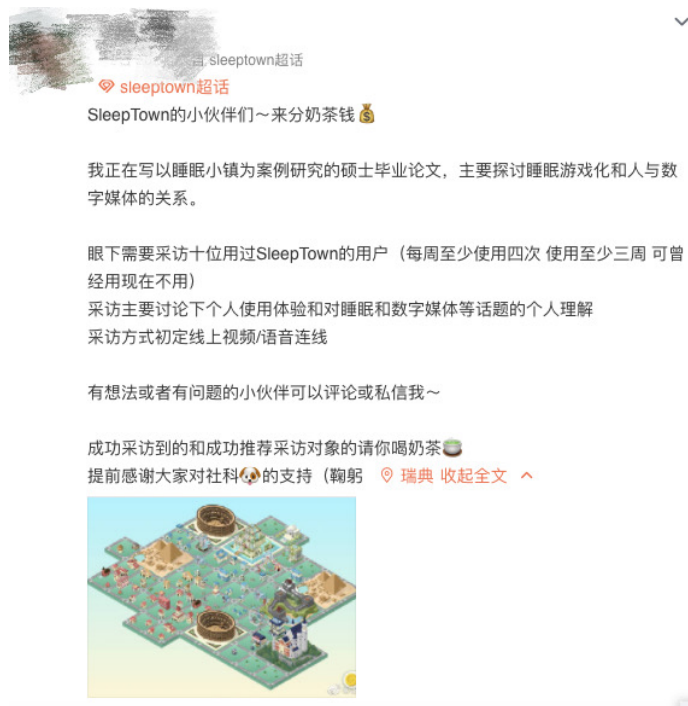 sleeptown超话
sleeptown超话
SleepTown的小伙伴们～来分奶茶钱
我正在写以睡眠小镇为案例研究的硕士毕业论文，主要探讨睡眠游戏化和人与数
字媒体的关系。
眼下需要采访十位用过SleepTown的用户（每周至少使用四次 使用至少三周 可曾
经用现在不用）
采访主要讨论下个人使用体验和对睡眠和数字媒体等话题的个人理解
采访方式初定线上视频/语音连线
有想法或者有问题的小伙伴可以评论或私信我～
成功采访到的和成功推荐采访对象的请你喝奶茶🍵
提前感谢大家对社科🐶的支持（鞠躬 瑞典 收起全文